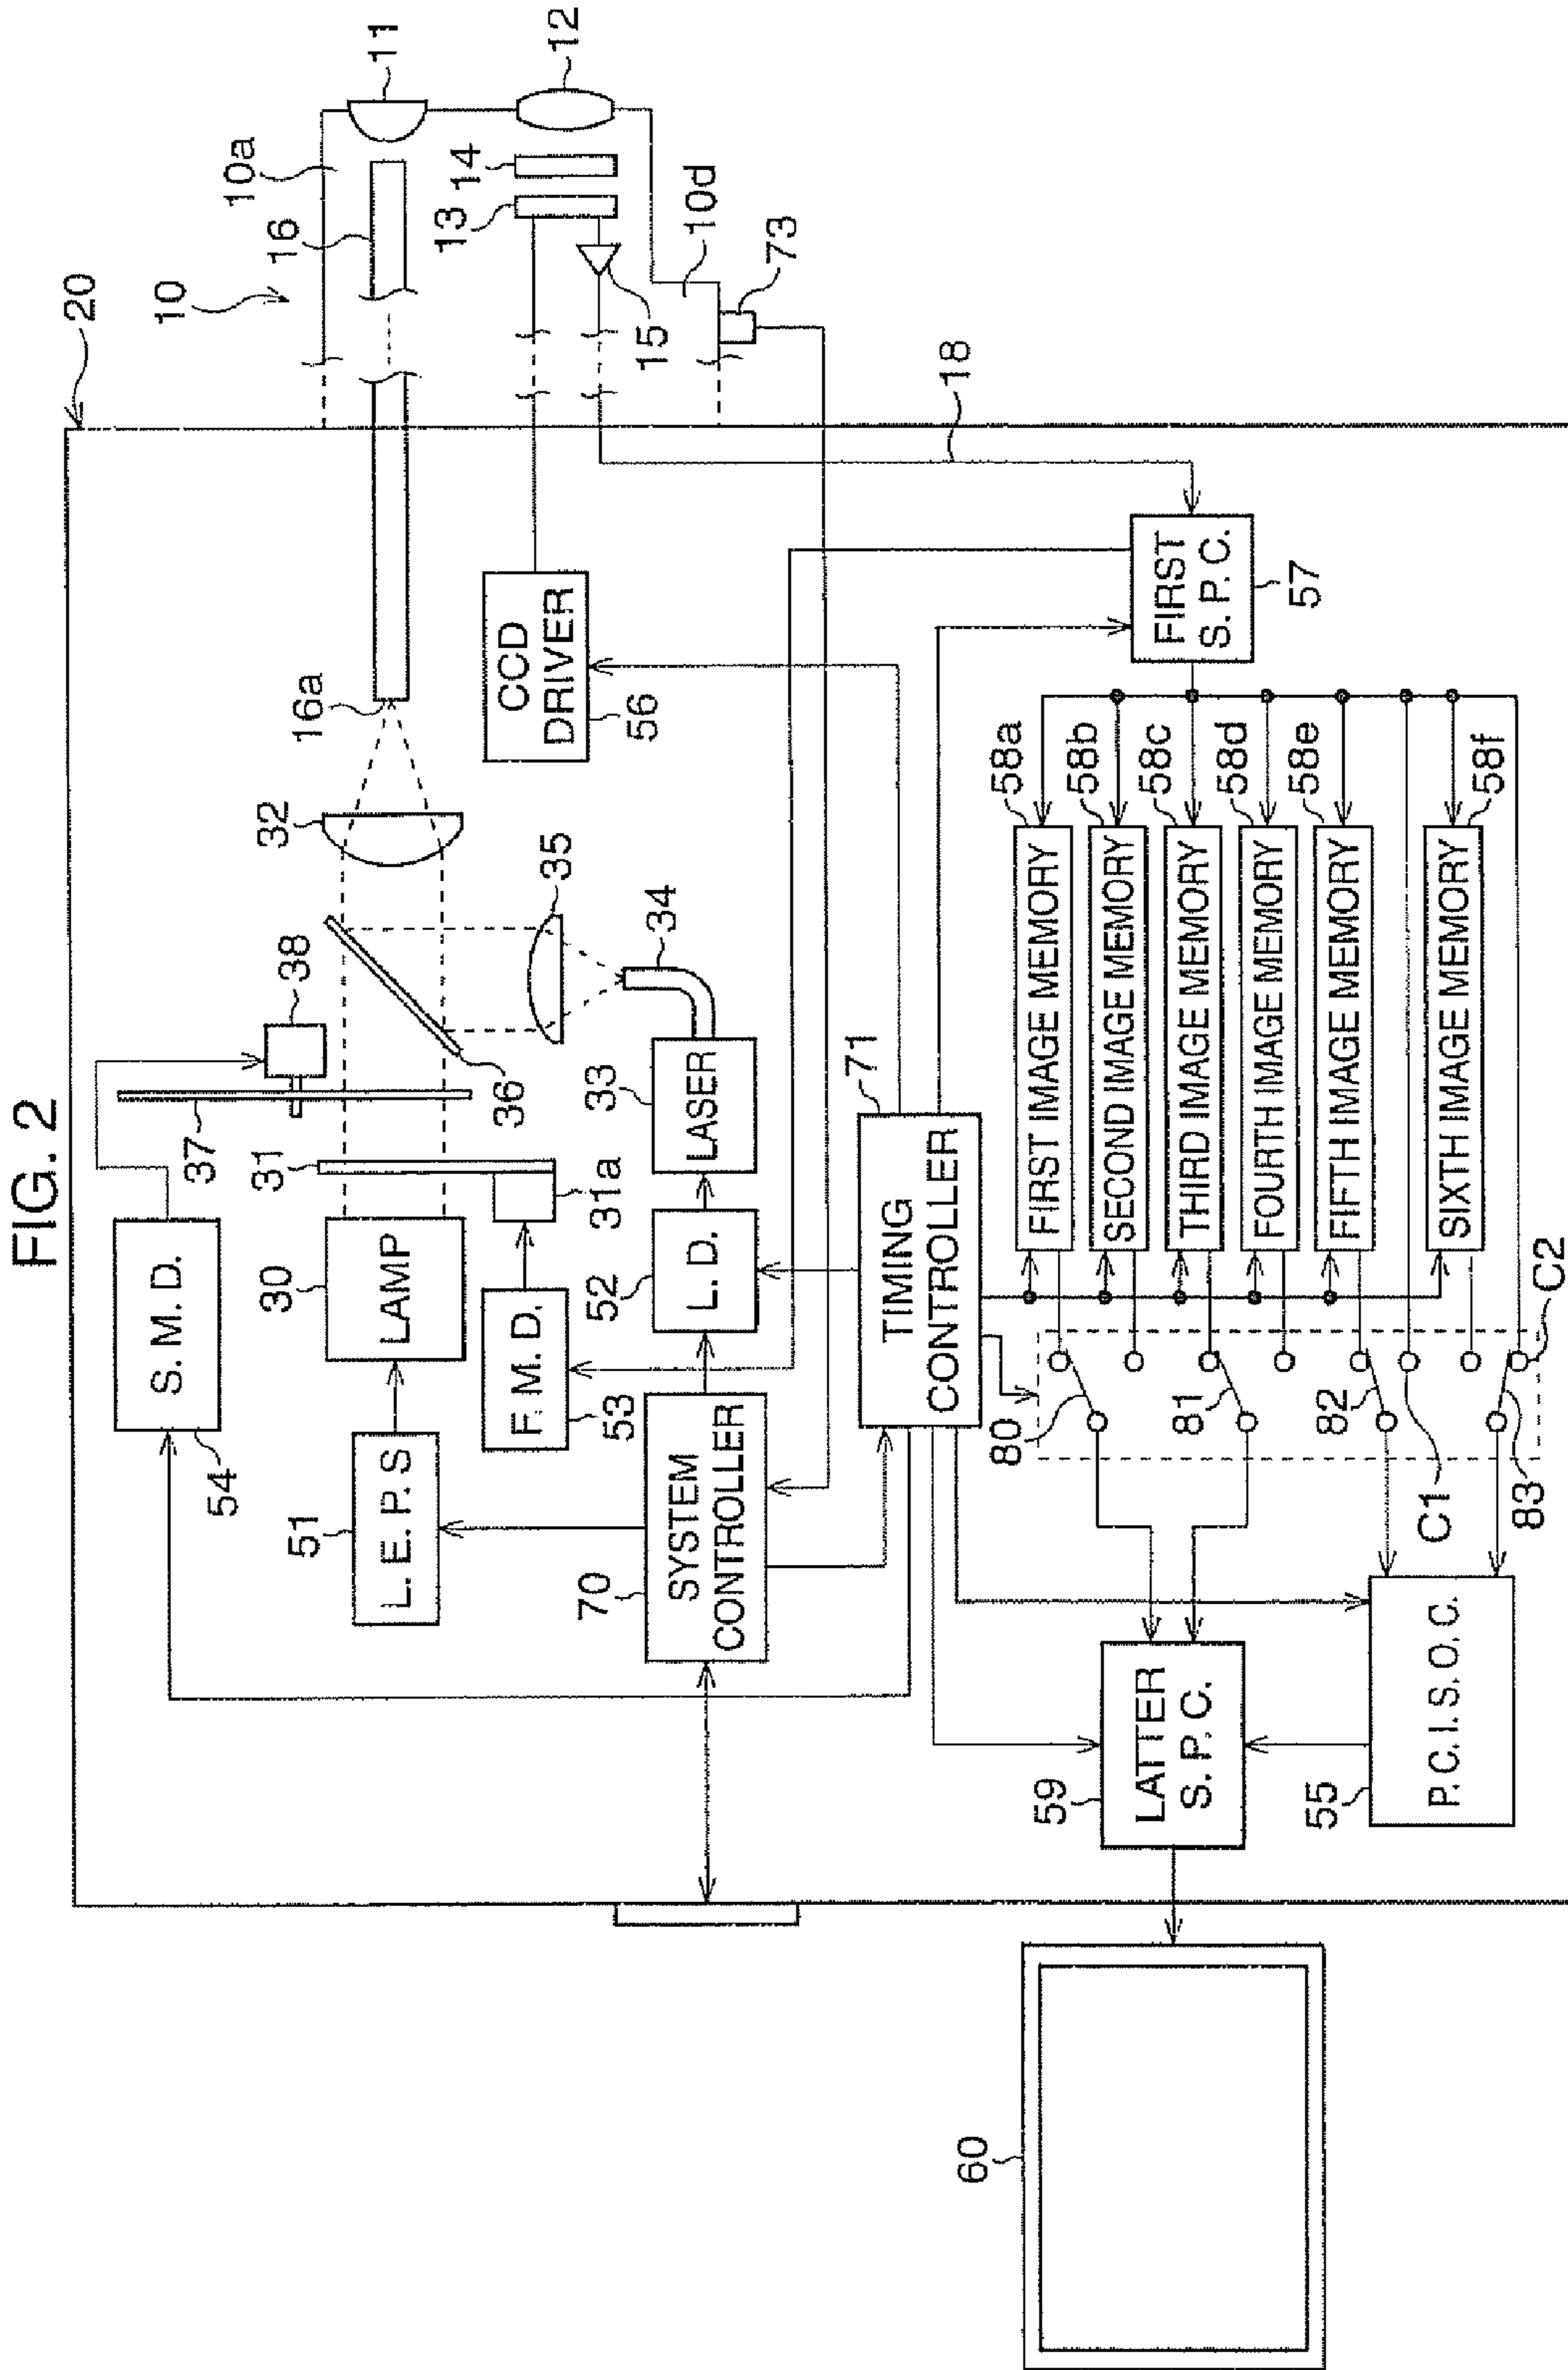 FIG. 2
20
10
10a
11
16
12
14
13
10d
73
15
18
16a
32
CCD
DRIVER
56
FIRST
S. P. C.
57
38
37
36
35
34
33
LASER
31
31a
S. M. D.
54
30
LAMP
L. E. P. S
51
F. M. D.
53
52
L. D.
SYSTEM
CONTROLLER
70
TIMING
CONTROLLER
71
58a
58b
58c
58d
58e
58f
FIRST IMAGE MEMORY
SECOND IMAGE MEMORY
THIRD IMAGE MEMORY
FOURTH IMAGE MEMORY
FIFTH IMAGE MEMORY
SIXTH IMAGE MEMORY
80
81
82
83
C1
C2
LATTER
S. P. C.
59
P. C. I. S. O. C.
55
60